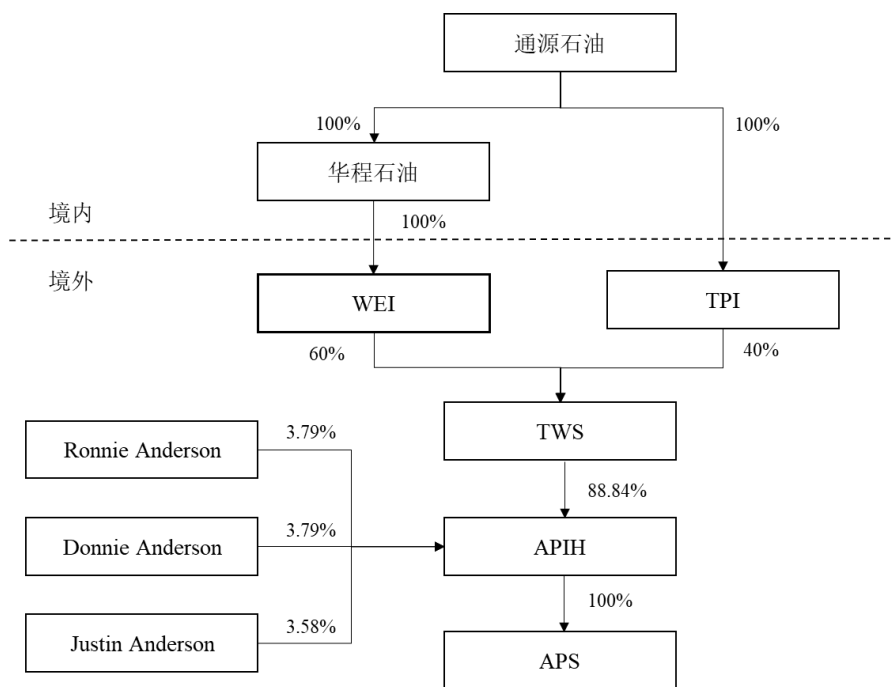 通源石油
100%
100%
华程石油
境内
100%
境外
WEI
TPI
60%
40%
TWS
Ronnie Anderson
3.79%
88.84%
Donnie Anderson
3.79%
APIH
100%
Justin Anderson
3.58%
APS